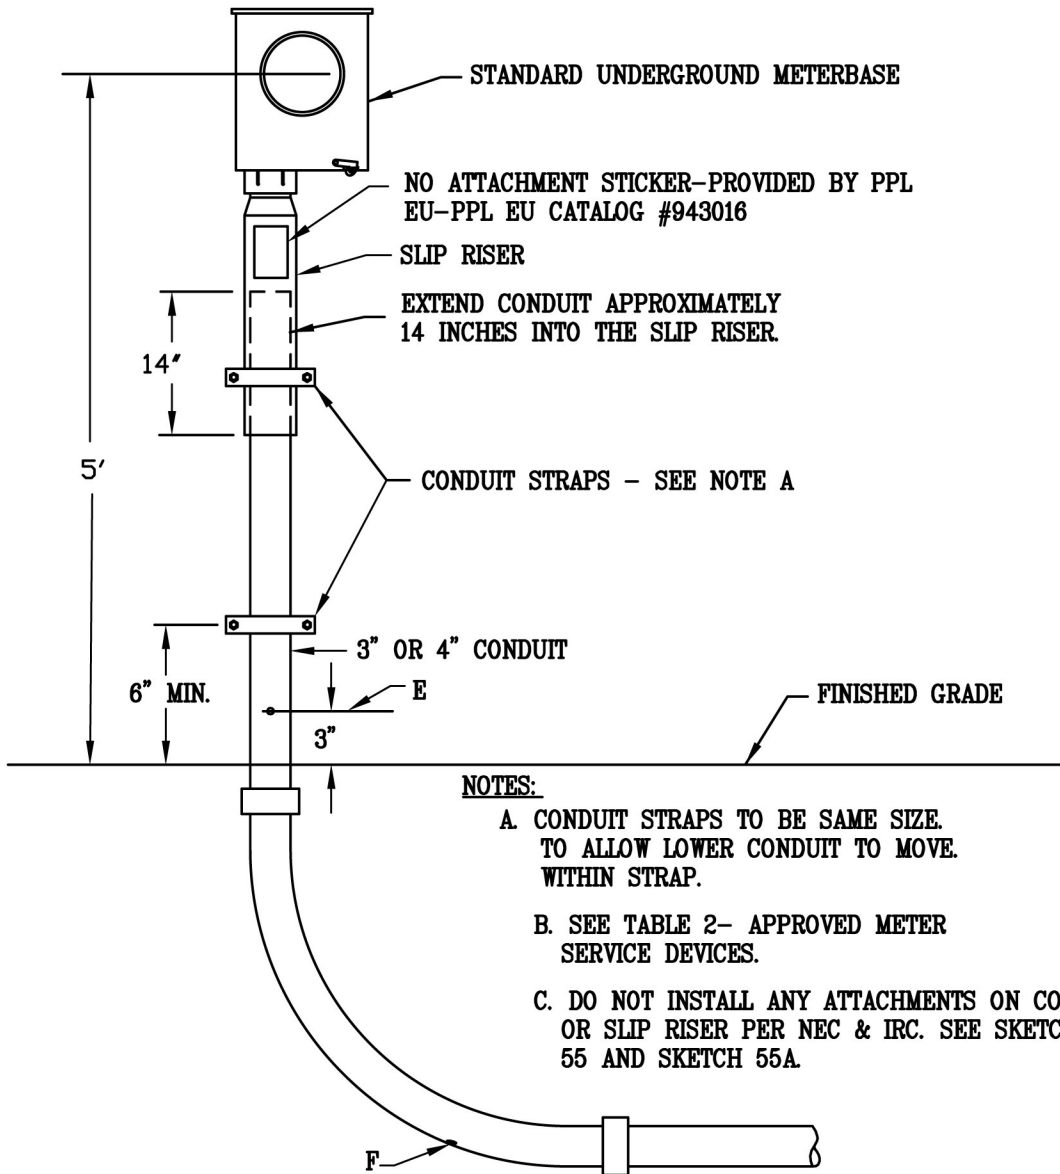 STANDARD UNDERGROUND METERBASE
NO ATTACHMENT STICKER-PROVIDED BY PPL
EU-PPL EU CATALOG #943016
SLIP RISER
EXTEND CONDUIT APPROXIMATELY
14 INCHES INTO THE SLIP RISER.
14"
5'
CONDUIT STRAPS - SEE NOTE A
3" OR 4" CONDUIT
6" MIN.
E
3"
FINISHED GRADE
NOTES:
A. CONDUIT STRAPS TO BE SAME SIZE.
TO ALLOW LOWER CONDUIT TO MOVE.
WITHIN STRAP.
B. SEE TABLE 2- APPROVED METER
SERVICE DEVICES.
C. DO NOT INSTALL ANY ATTACHMENTS ON CO
OR SLIP RISER PER NEC & IRC. SEE SKETC
55 AND SKETCH 55A.
F